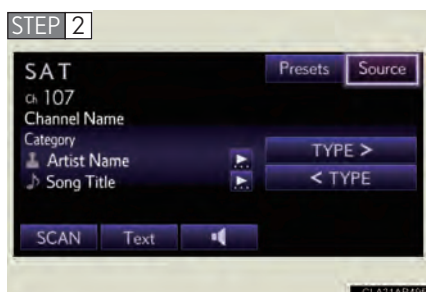 STEP 2
SAT
Presets
Source
Ch 107
Channel Name
Category
Artist Name
Song Title
TYPE >
< TYPE
SCAN
Text